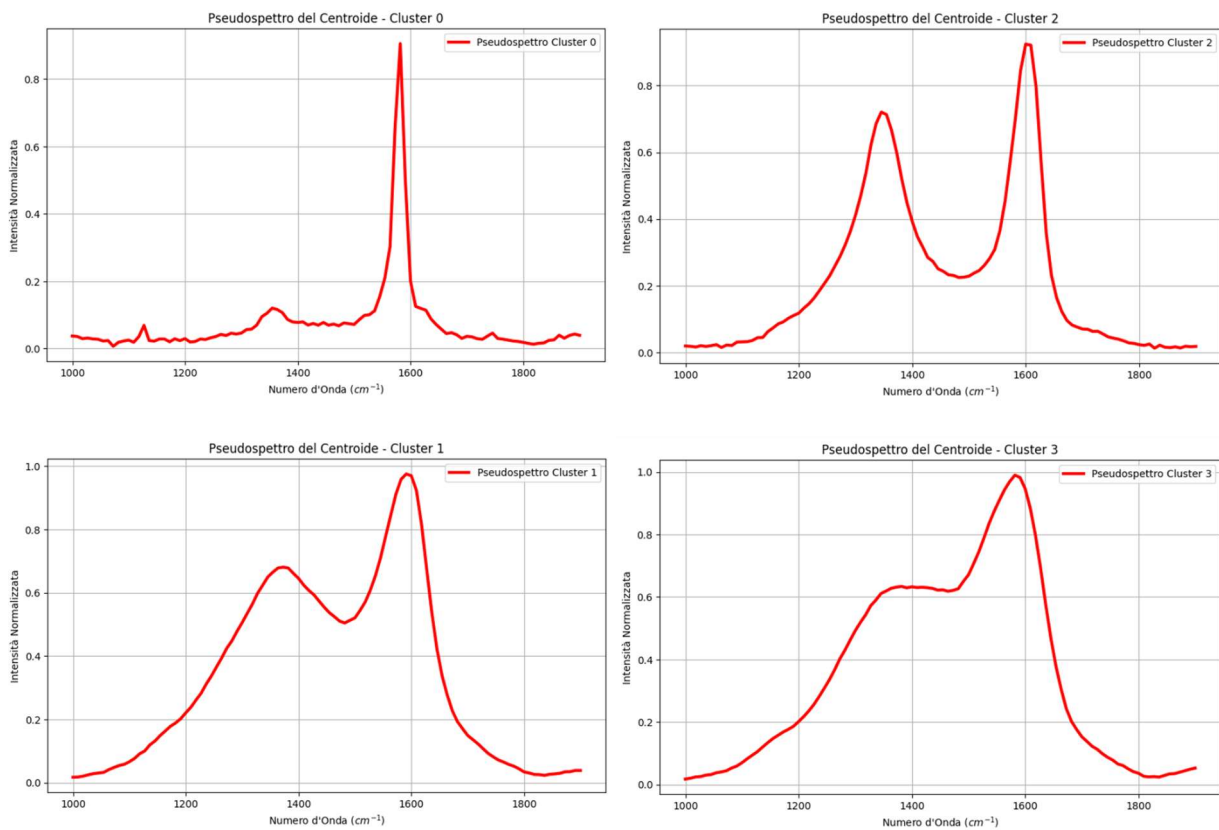 Pseudospettro del Centroide - Cluster 0
Pseudospettro Cluster 0
Intensità Normalizzata
0.8
0.6
0.4
0.2
0.0
1000 1200 1400 1600 1800
Numero d'Onda (cm⁻¹)
Pseudospettro del Centroide - Cluster 2
Pseudospettro Cluster 2
Intensità Normalizzata
0.8
0.6
0.4
0.2
0.0
1000 1200 1400 1600 1800
Numero d'Onda (cm⁻¹)
Pseudospettro del Centroide - Cluster 1
Pseudospettro Cluster 1
Intensità Normalizzata
1.0
0.8
0.6
0.4
0.2
0.0
1000 1200 1400 1600 1800
Numero d'Onda (cm⁻¹)
Pseudospettro del Centroide - Cluster 3
Pseudospettro Cluster 3
Intensità Normalizzata
1.0
0.8
0.6
0.4
0.2
0.0
1000 1200 1400 1600 1800
Numero d'Onda (cm⁻¹)